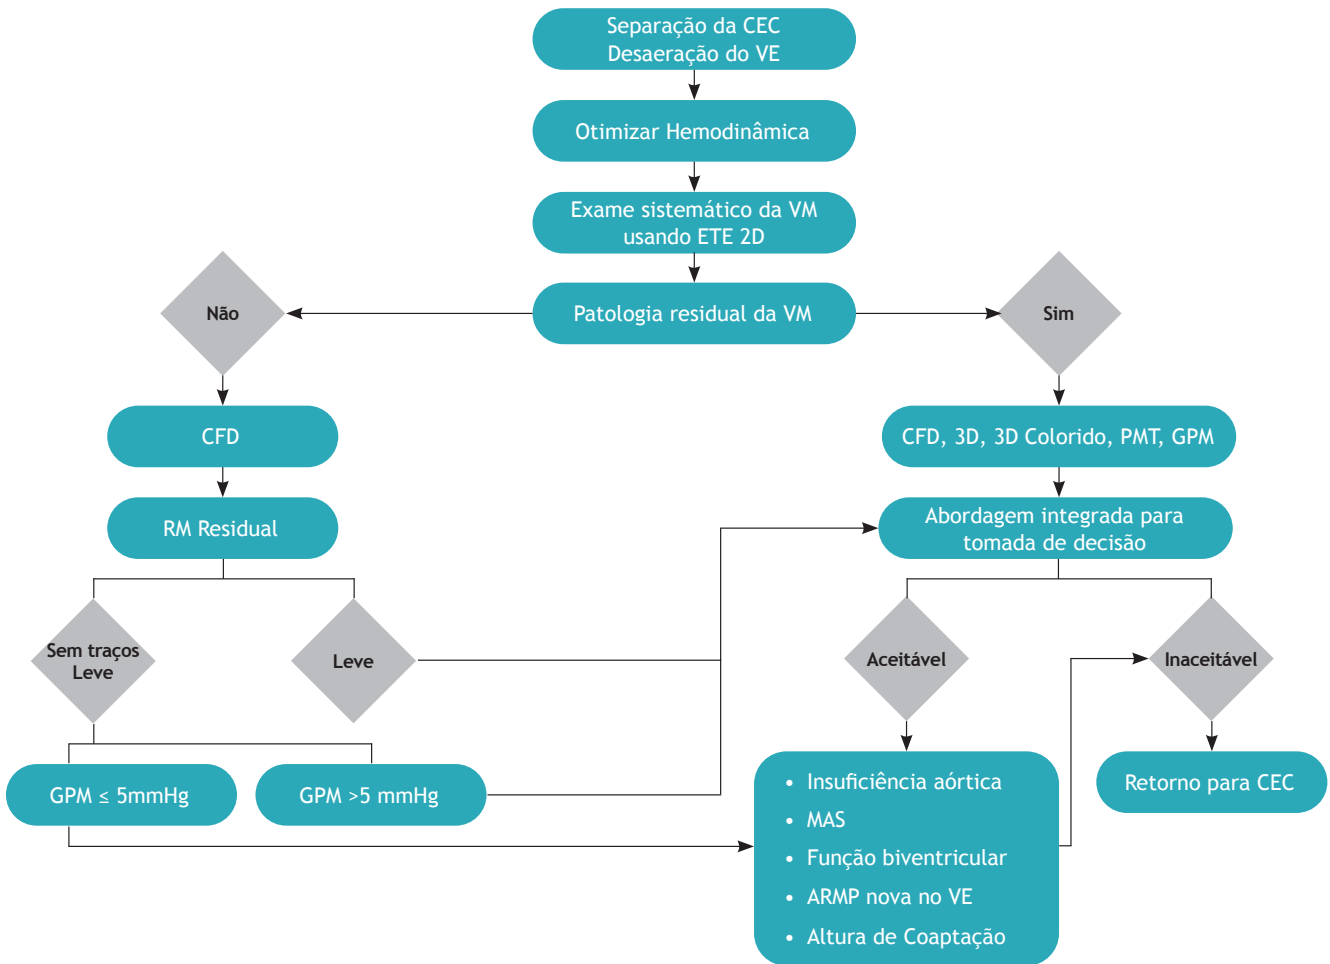 Separação da CEC
Desaeração do VE
Otimizar Hemodinâmica
Exame sistemático da VM
usando ETE 2D
Não
Patologia residual da VM
Sim
CFD
CFD, 3D, 3D Colorido, PMT, GPM
RM Residual
Abordagem integrada para
tomada de decisão
Sem traços
Leve
Leve
Aceitável
Inaceitável
GPM ≤ 5mmHg
GPM >5 mmHg
• Insuficiência aórtica
• MAS
• Função biventricular
• ARMP nova no VE
• Altura de Coaptação
Retorno para CEC